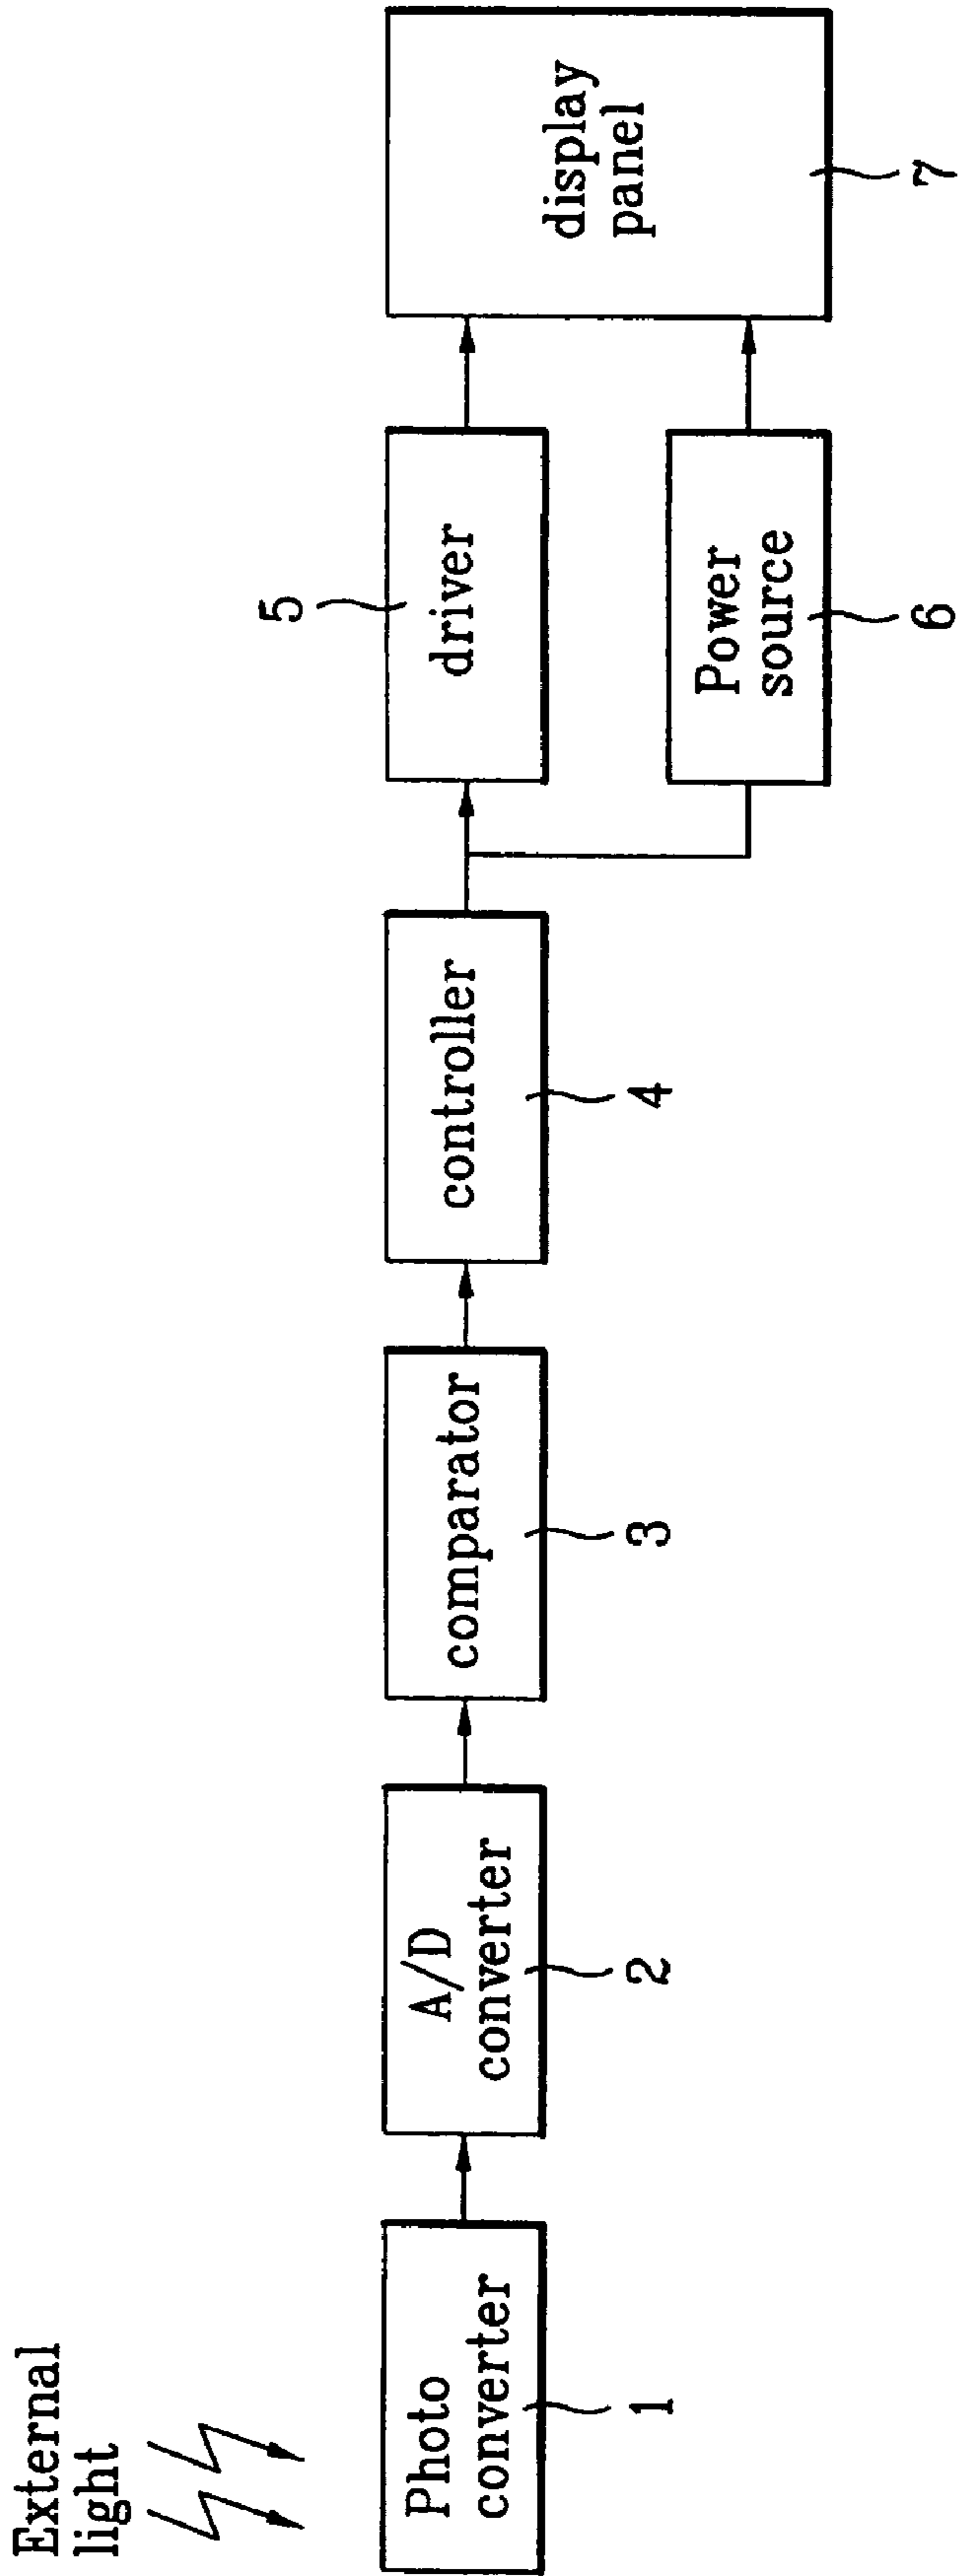 External
light
Photo
converter
1
A/D
converter
2
comparator
3
controller
4
driver
5
Power
source
6
display
panel
7